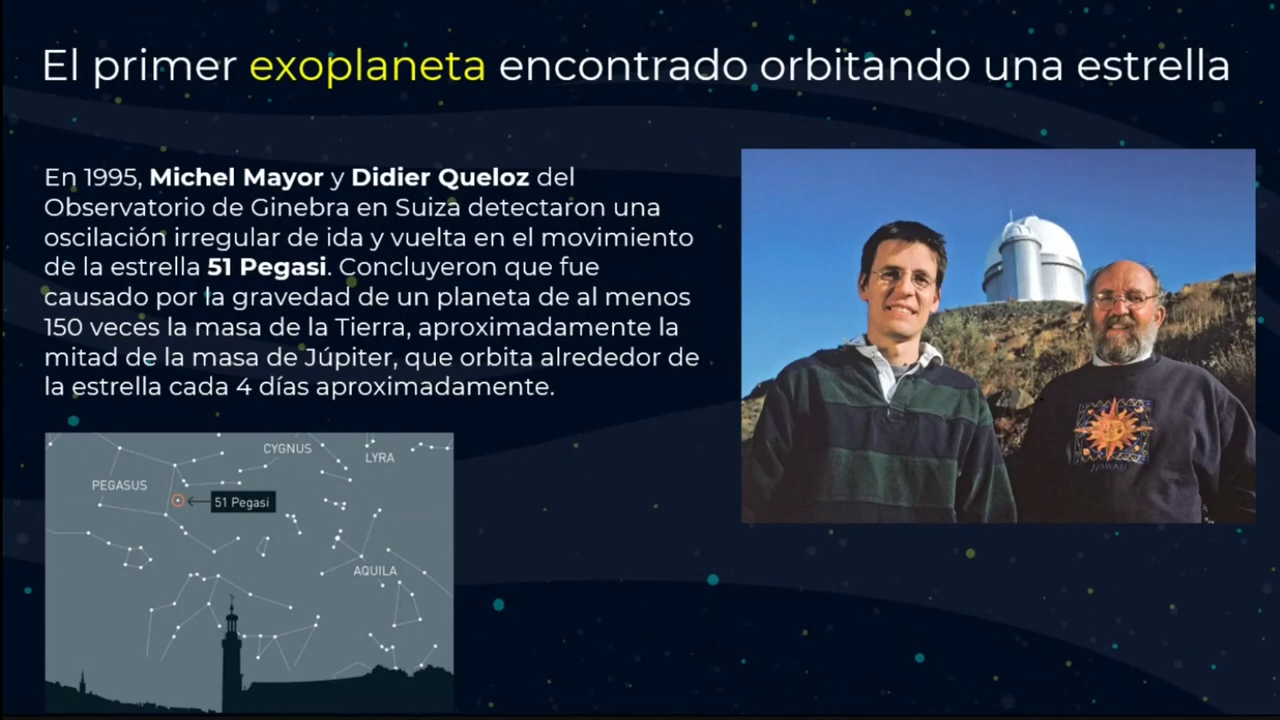 El primer exoplaneta encontrado orbitando una estrella
En 1995, Michel Mayor y Didier Queloz del
Observatorio de Ginebra en Suiza detectaron una
oscilación irregular de ida y vuelta en el movimiento
de la estrella 51 Pegasi. Concluyeron que fue
causado por la gravedad de un planeta de al menos
150 veces la masa de la Tierra, aproximadamente la
mitad de la masa de Júpiter, que orbita alrededor de
la estrella cada 4 días aproximadamente.
CYGNUS
LYRA
PEGASUS
51 Pegasi
AQUILA
HAWAII